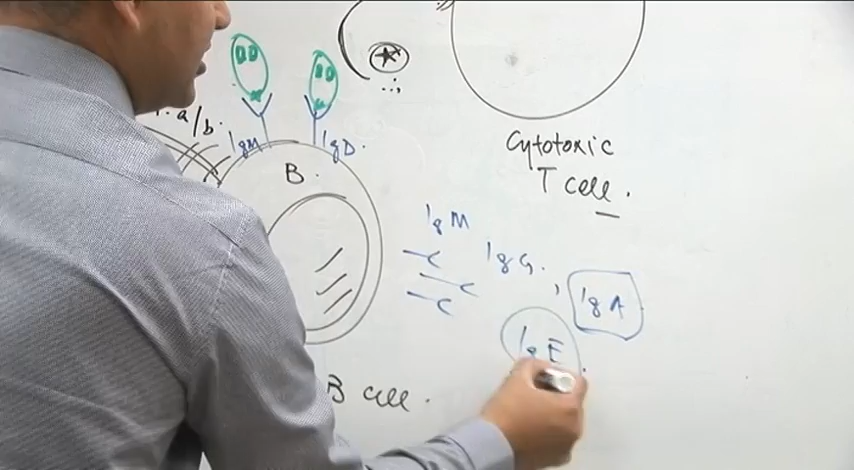 a/b.
IgM
IgD.
B.
Cytotoxic
T cell.
IgM
IgG.
, IgA
IgE
B cell.